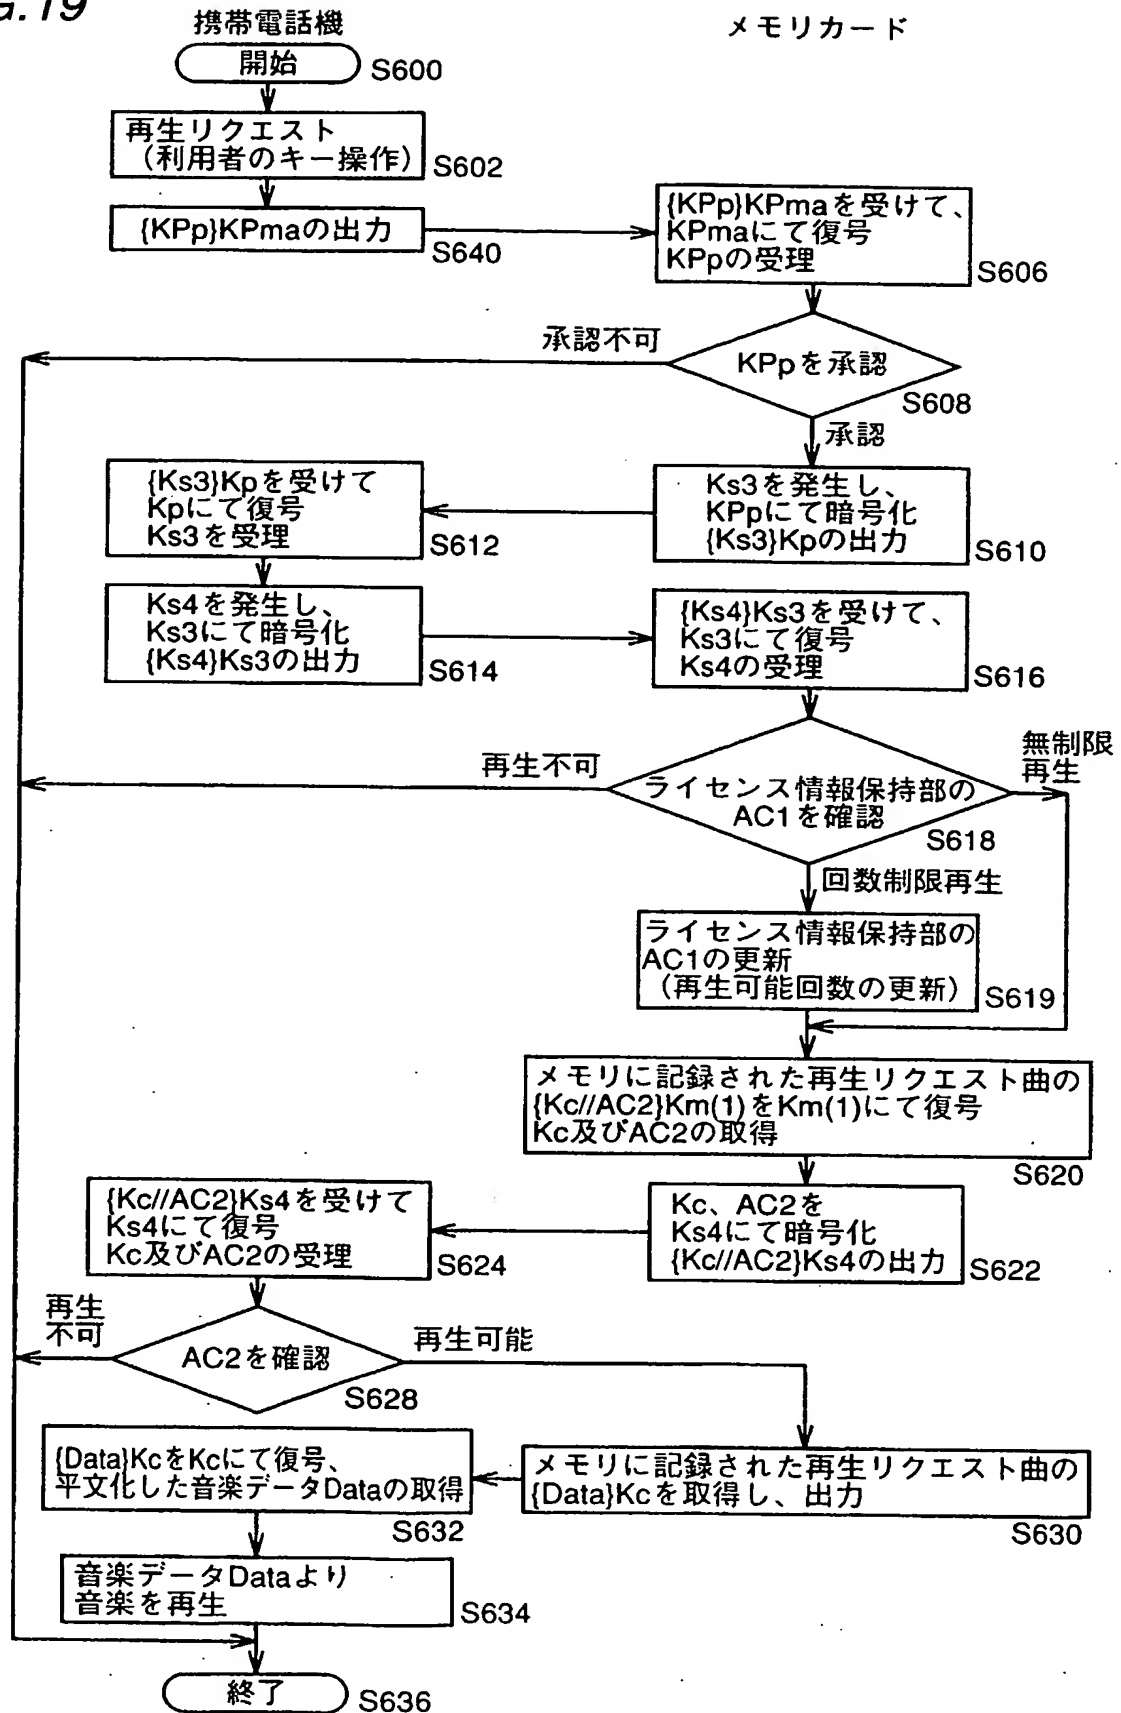 G.19
携帯電話機
メモリカード
開始
S600
再生リクエスト
（利用者のキー操作）
S602
{KPp}KPmaの出力
S640
{KPp}KPmaを受けて、
KPmaにて復号
KPpの受理
S606
承認不可
KPpを承認
S608
承認
{Ks3}Kpを受けて
Kpにて復号
Ks3を受理
S612
Ks3を発生し、
KPpにて暗号化
{Ks3}Kpの出力
S610
Ks4を発生し、
Ks3にて暗号化
{Ks4}Ks3の出力
S614
{Ks4}Ks3を受けて、
Ks3にて復号
Ks4の受理
S616
再生不可
無制限
再生
ライセンス情報保持部の
AC1を確認
S618
回数制限再生
ライセンス情報保持部の
AC1の更新
（再生可能回数の更新）
S619
メモリに記録された再生リクエスト曲の
{Kc//AC2}Km(1)をKm(1)にて復号
Kc及びAC2の取得
S620
{Kc//AC2}Ks4を受けて
Ks4にて復号
Kc及びAC2の受理
S624
Kc、AC2を
Ks4にて暗号化
{Kc//AC2}Ks4の出力
S622
再生
不可
AC2を確認
再生可能
S628
{Data}KcをKcにて復号、
平文化した音楽データDataの取得
S632
メモリに記録された再生リクエスト曲の
{Data}Kcを取得し、出力
S630
音楽データDataより
音楽を再生
S634
終了
S636